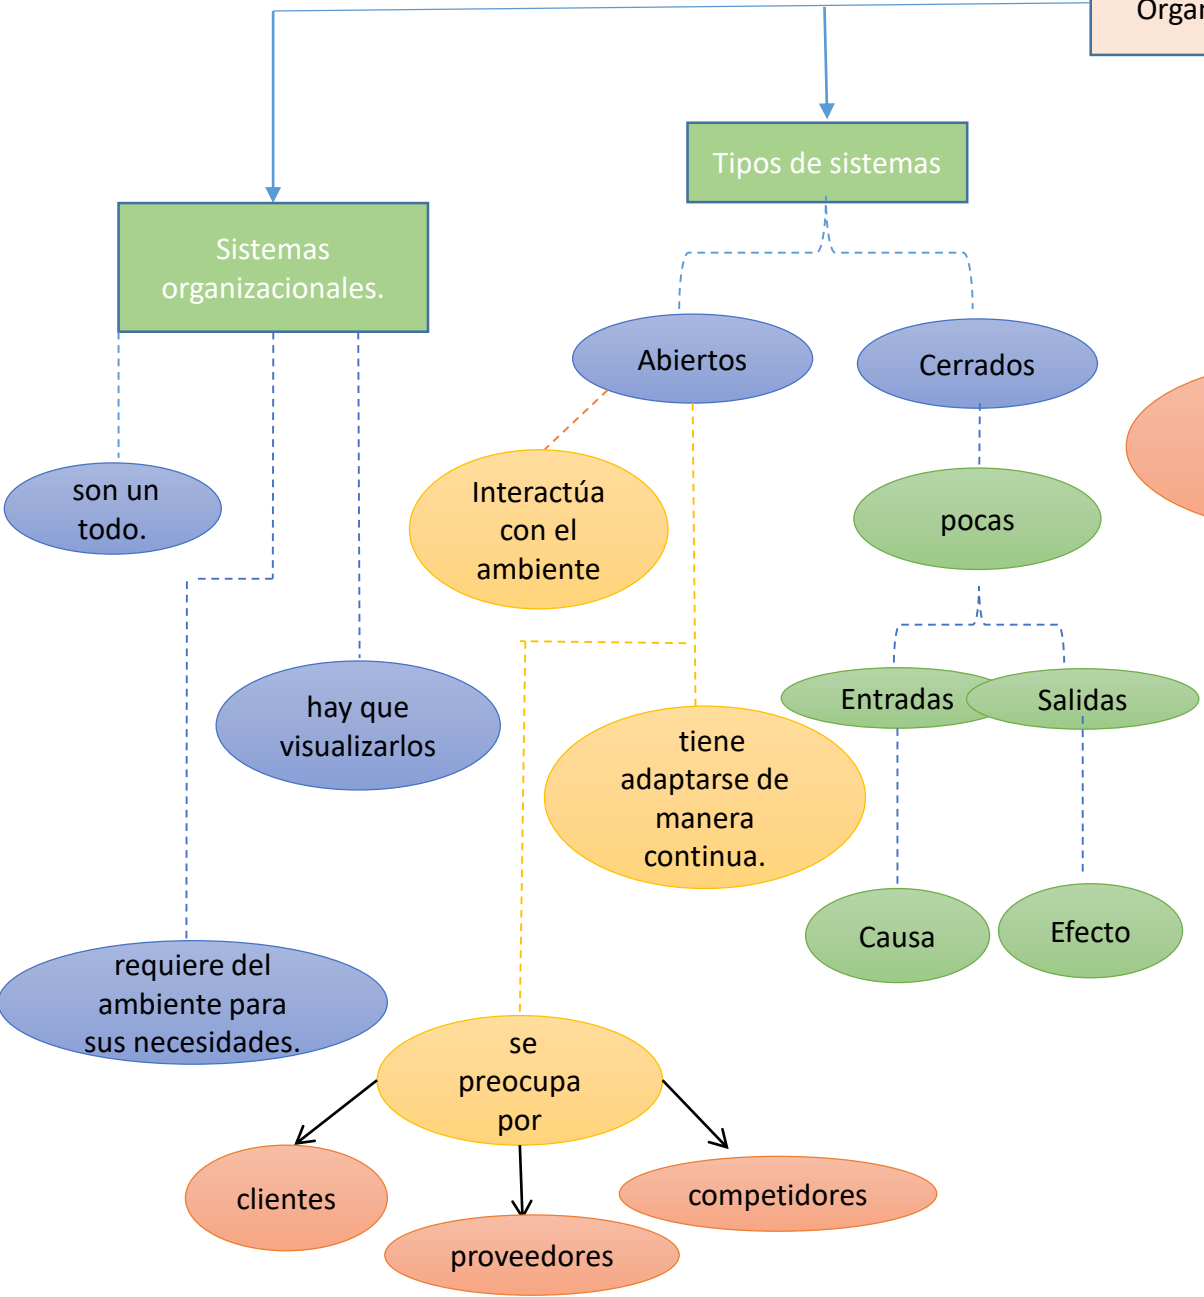 Tipos de sistemas
Sistemas
organizacionales.
Abiertos
Cerrados
son un
todo.
Interactúa
con el
ambiente
pocas
hay que
visualizarlos
Entradas
Salidas
tiene
adaptarse de
manera
continua.
Causa
Efecto
requiere del
ambiente para
sus necesidades.
se
preocupa
por
clientes
proveedores
competidores